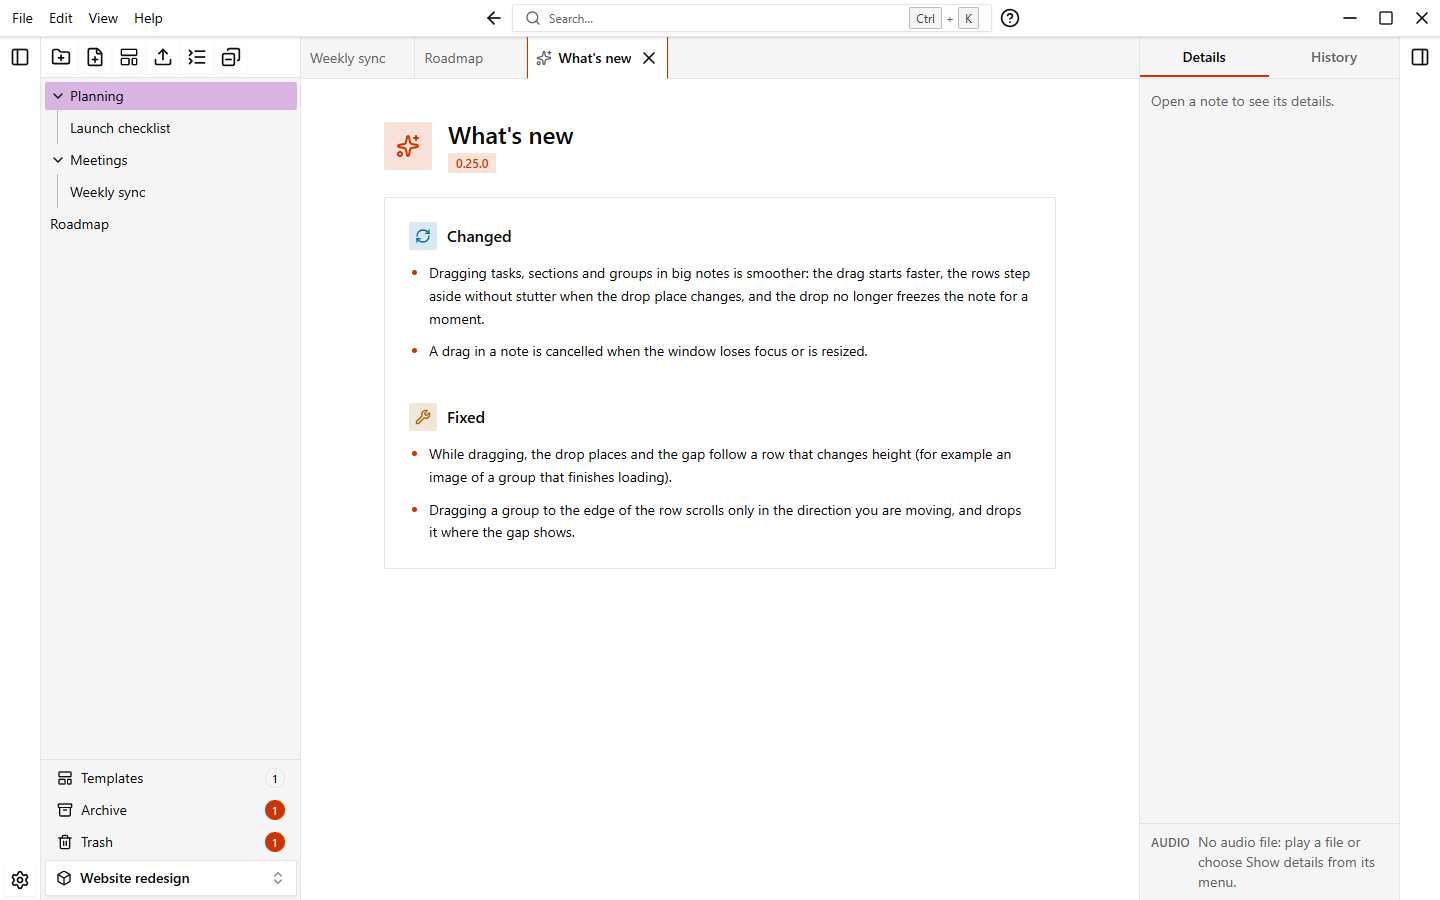 File Edit View Help
Search... Ctrl + K
Weekly sync Roadmap What's new
Details History
Planning
Launch checklist
Meetings
Weekly sync
Roadmap
What's new
0.25.0
Changed
Dragging tasks, sections and groups in big notes is smoother: the drag starts faster, the rows step
aside without stutter when the drop place changes, and the drop no longer freezes the note for a
moment.
A drag in a note is cancelled when the window loses focus or is resized.
Fixed
While dragging, the drop places and the gap follow a row that changes height (for example an
image of a group that finishes loading).
Dragging a group to the edge of the row scrolls only in the direction you are moving, and drops
it where the gap shows.
Open a note to see its details.
Templates 1
Archive 1
Trash 1
Website redesign
AUDIO No audio file: play a file or
choose Show details from its
menu.